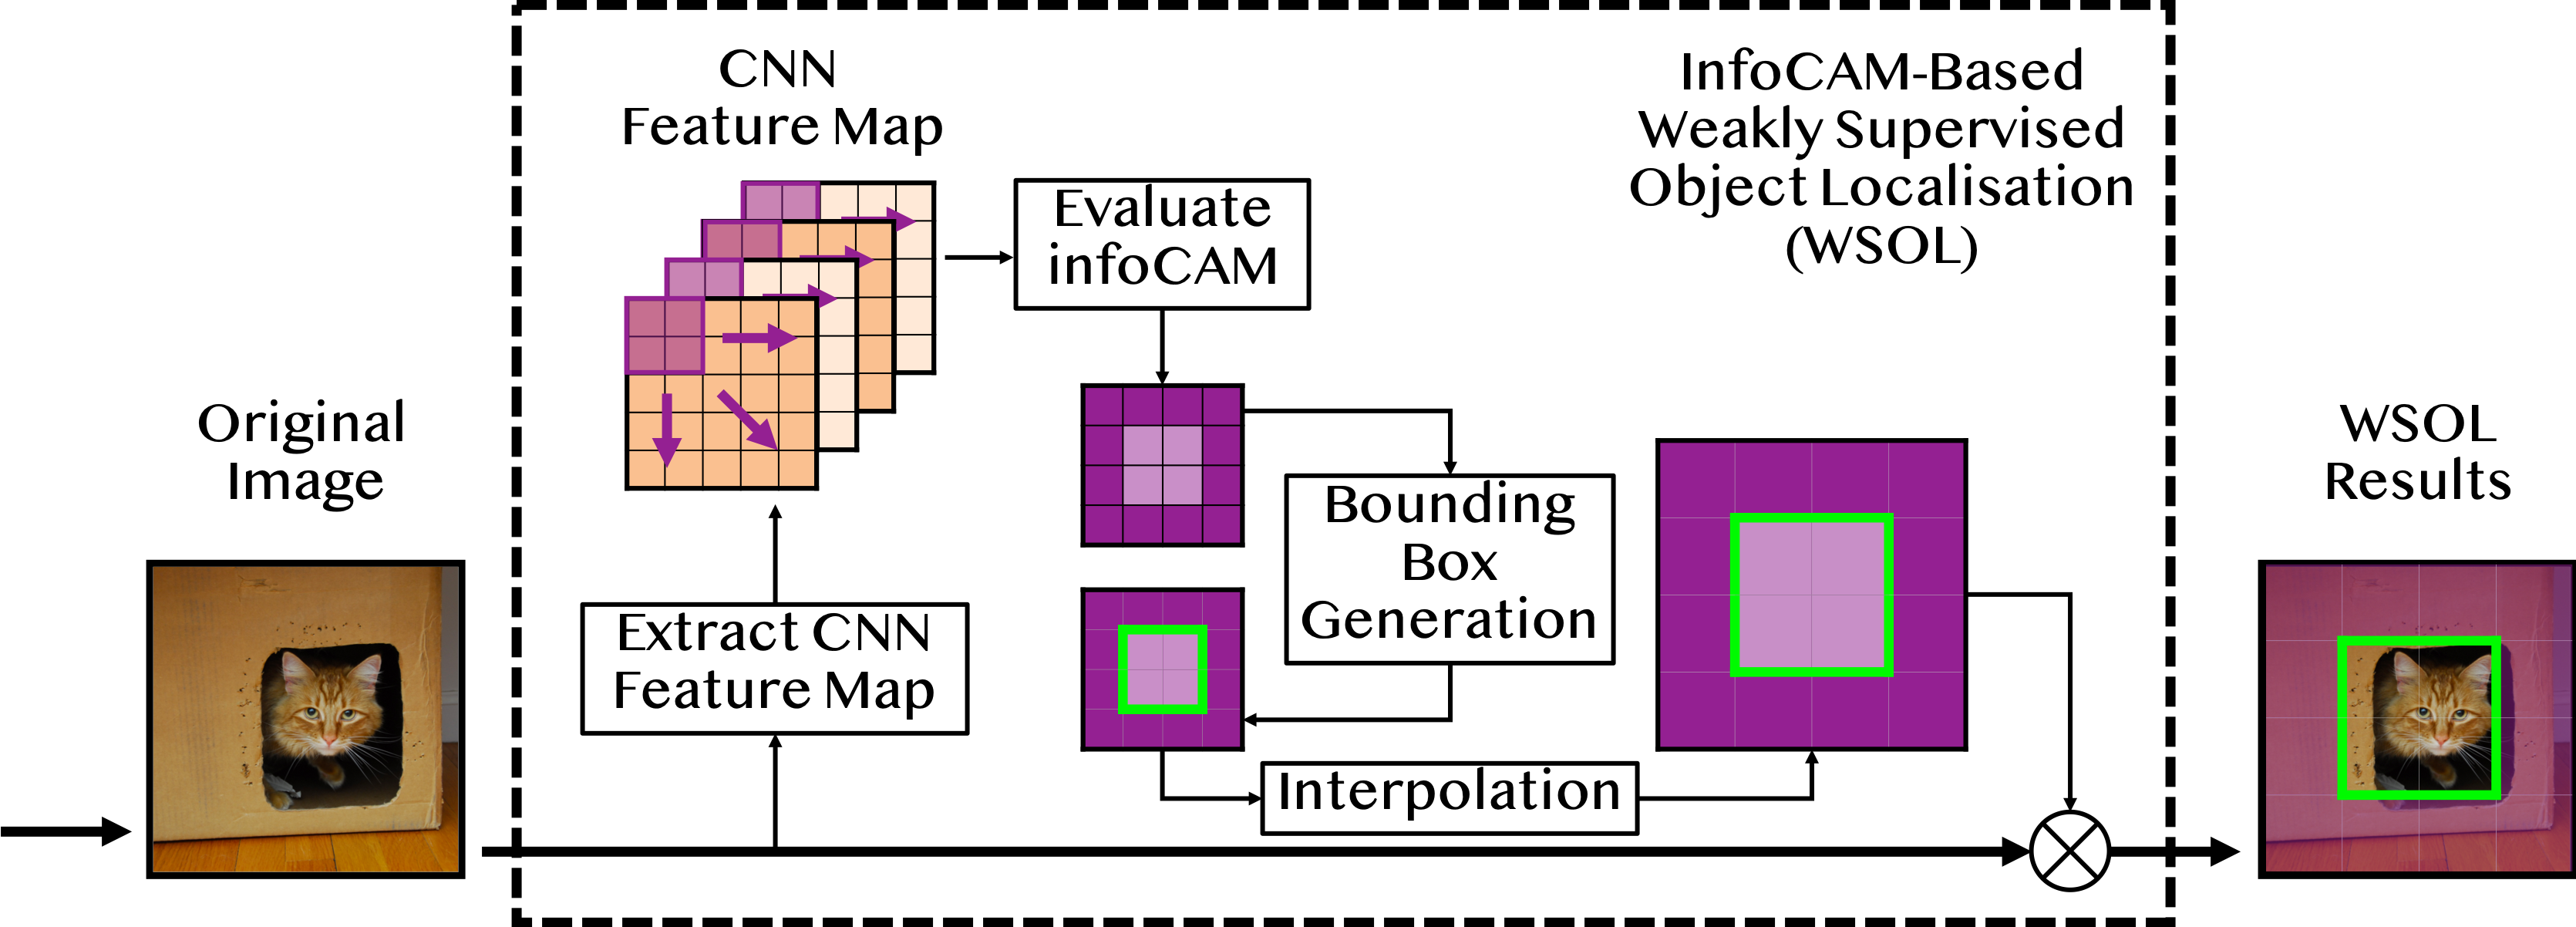 Original
Image
CNN
Feature Map
Extract CNN
Feature Map
Evaluate
infoCAM
Bounding
Box
Generation
Interpolation
InfoCAM-Based
Weakly Supervised
Object Localisation
(WSOL)
WSOL
Results